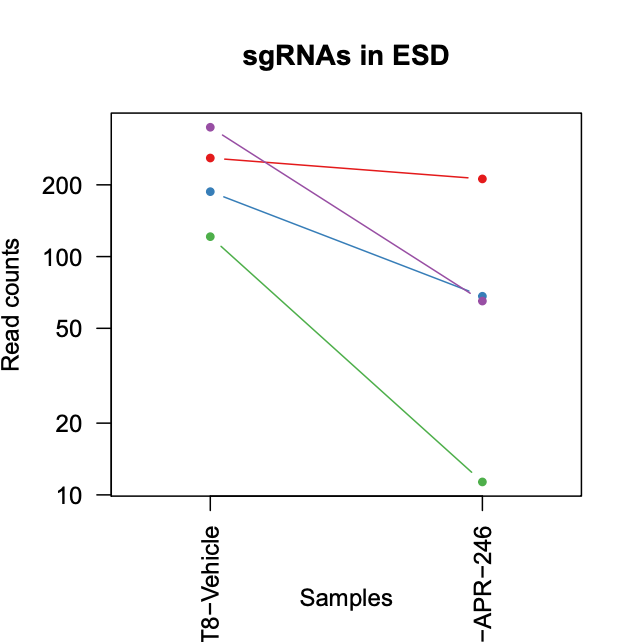 sgRNAs in ESD
Read counts
200
100
50
20
10
T8−Vehicle
−APR−246
Samples